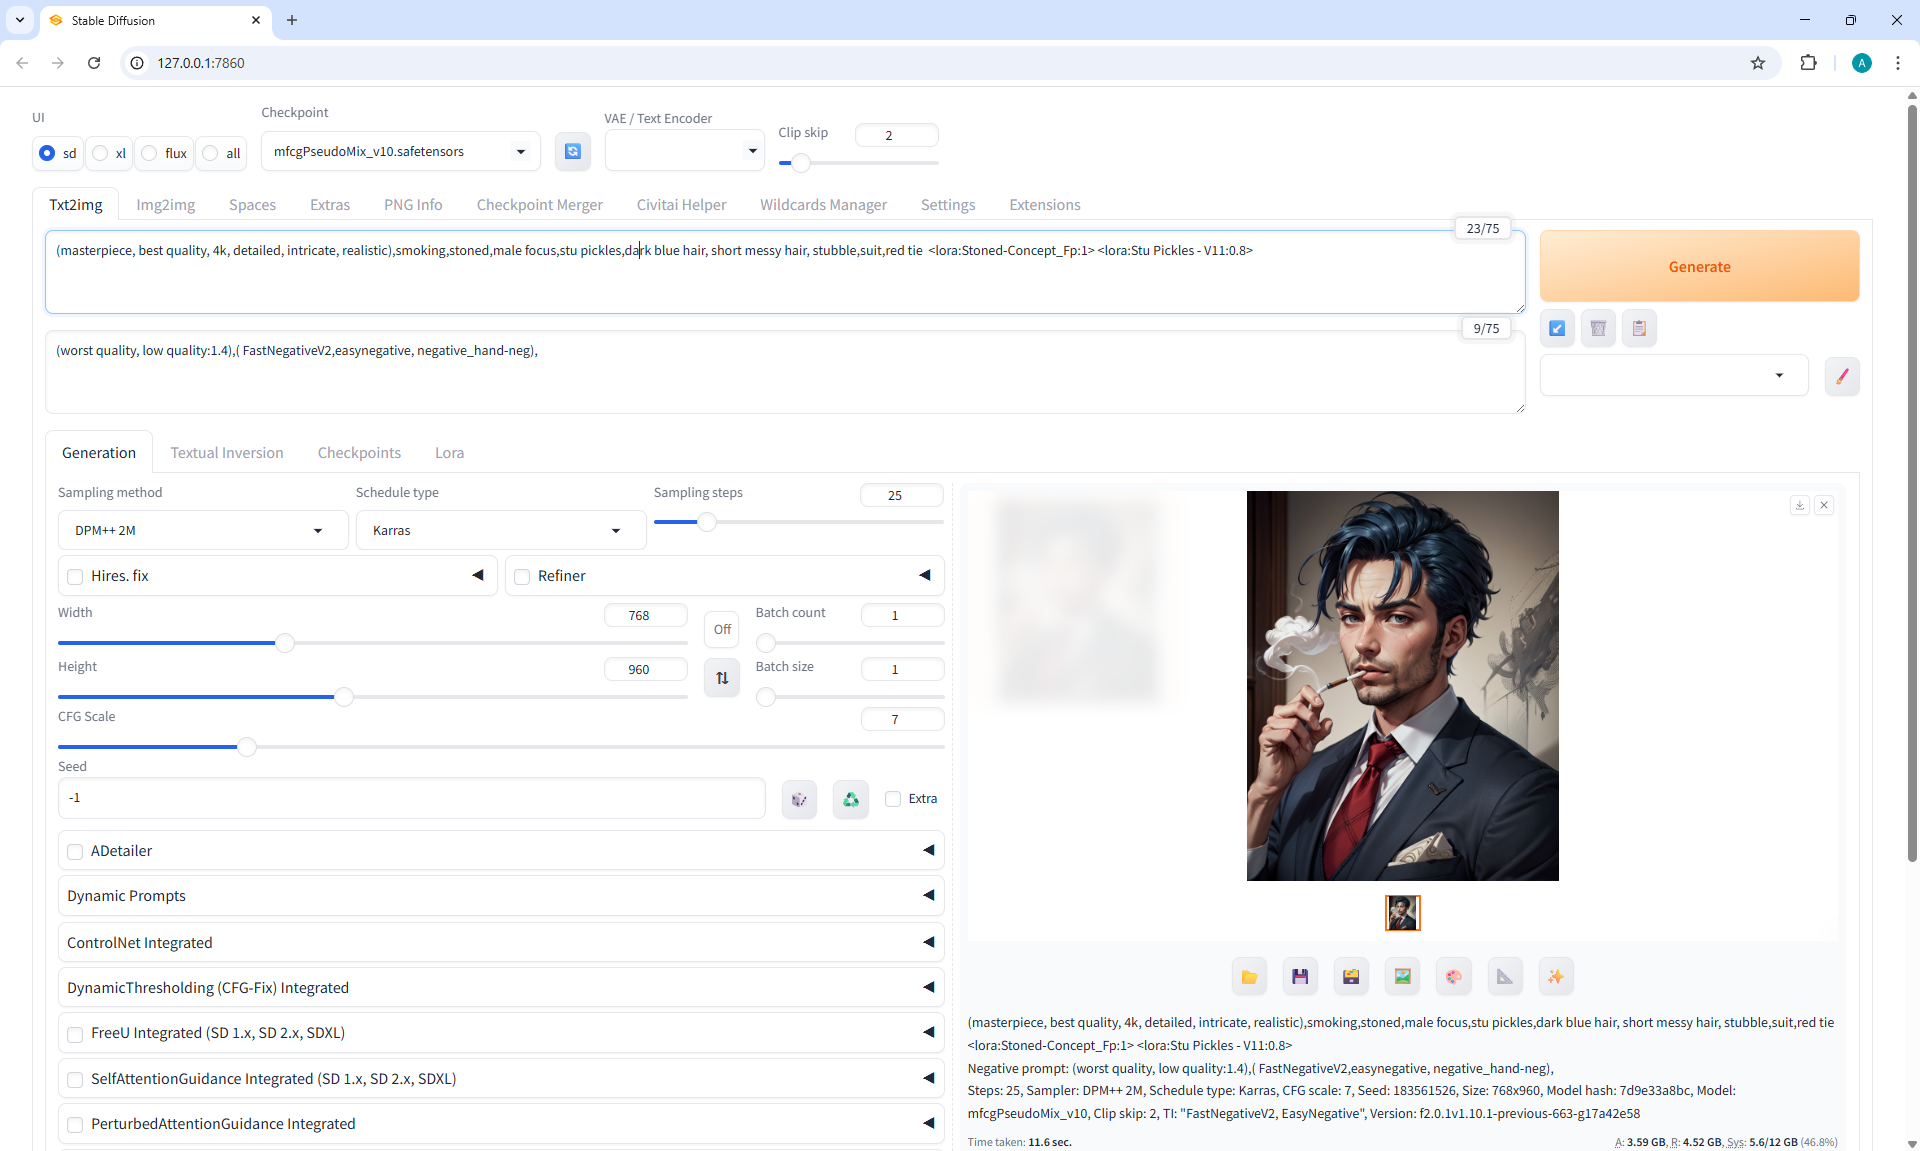 Stable Diffusion
127.0.0.1:7860
A
UI
sd
xl
flux
all
Checkpoint
mfcgPseudoMix_v10.safetensors
VAE / Text Encoder
Clip skip
2
Txt2img
Img2img
Spaces
Extras
PNG Info
Checkpoint Merger
Civitai Helper
Wildcards Manager
Settings
Extensions
23/75
(masterpiece, best quality, 4k, detailed, intricate, realistic),smoking,stoned,male focus,stu pickles,dark blue hair, short messy hair, stubble,suit,red tie <lora:Stoned-Concept_Fp:1> <lora:Stu Pickles - V11:0.8>
Generate
9/75
(worst quality, low quality:1.4),( FastNegativeV2,easynegative, negative_hand-neg),
Generation
Textual Inversion
Checkpoints
Lora
Sampling method
DPM++ 2M
Schedule type
Karras
Sampling steps
25
Hires. fix
Refiner
Width
768
Off
Batch count
1
Height
960
Batch size
1
CFG Scale
7
Seed
-1
Extra
ADetailer
Dynamic Prompts
ControlNet Integrated
DynamicThresholding (CFG-Fix) Integrated
FreeU Integrated (SD 1.x, SD 2.x, SDXL)
SelfAttentionGuidance Integrated (SD 1.x, SD 2.x, SDXL)
PerturbedAttentionGuidance Integrated
(masterpiece, best quality, 4k, detailed, intricate, realistic),smoking,stoned,male focus,stu pickles,dark blue hair, short messy hair, stubble,suit,red tie
<lora:Stoned-Concept_Fp:1> <lora:Stu Pickles - V11:0.8>
Negative prompt: (worst quality, low quality:1.4),( FastNegativeV2,easynegative, negative_hand-neg),
Steps: 25, Sampler: DPM++ 2M, Schedule type: Karras, CFG scale: 7, Seed: 183561526, Size: 768x960, Model hash: 7d9e33a8bc, Model:
mfcgPseudoMix_v10, Clip skip: 2, TI: "FastNegativeV2, EasyNegative", Version: f2.0.1v1.10.1-previous-663-g17a42e58
Time taken: 11.6 sec.
A: 3.59 GB, R: 4.52 GB, Sys: 5.6/12 GB (46.8%)